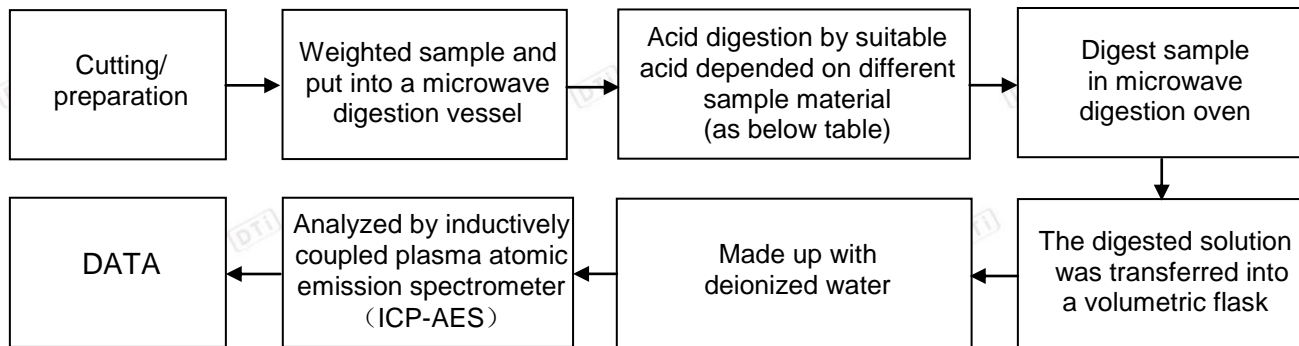 Cutting/
preparation
Weighted sample and
put into a microwave
digestion vessel
Acid digestion by suitable
acid depended on different
sample material
(as below table)
Digest sample
in microwave
digestion oven
The digested solution
was transferred into
a volumetric flask
Made up with
deionized water
Analyzed by inductively
coupled plasma atomic
emission spectrometer
（ICP-AES）
DATA
DTi